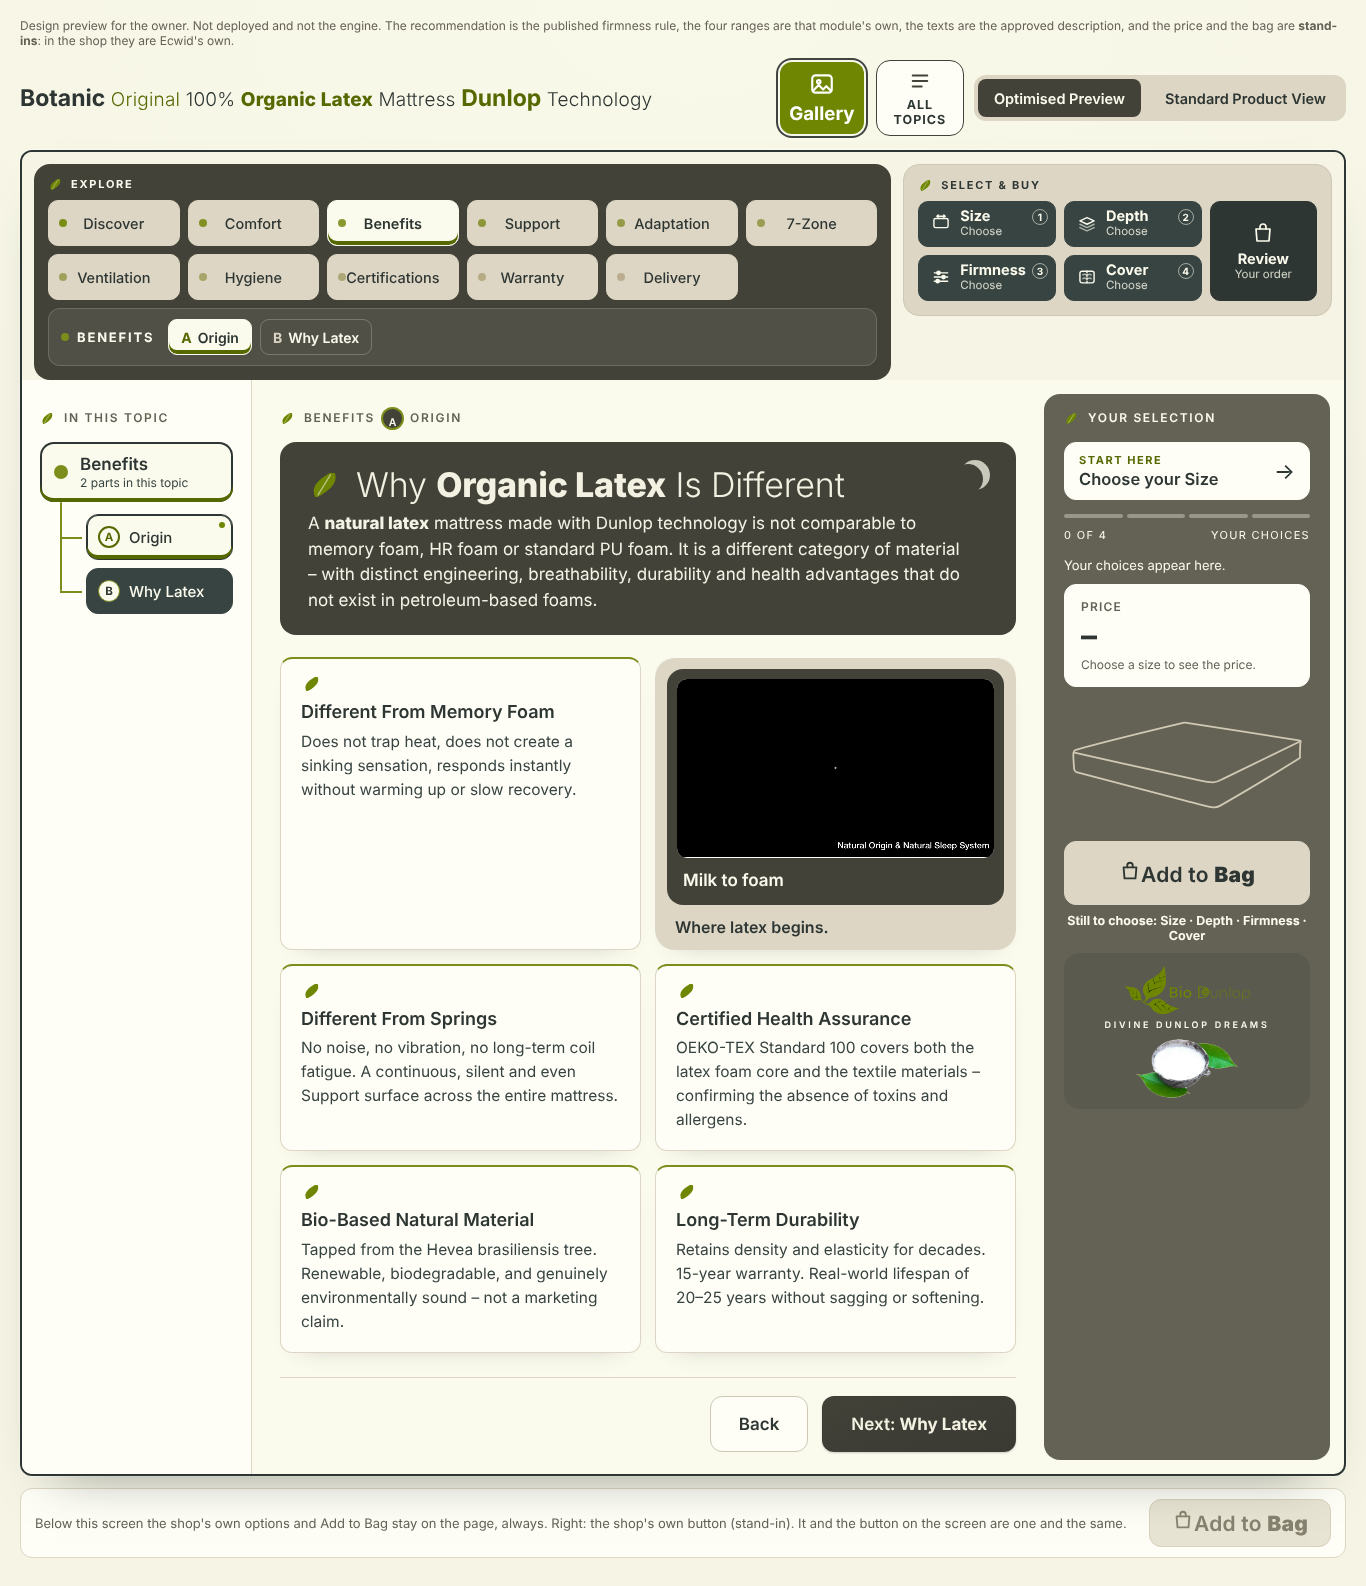 Design preview for the owner. Not deployed and not the engine. The recommendation is the published firmness rule, the four ranges are that module's own, the texts are the approved description, and the price and the bag are stand-
ins: in the shop they are Ecwid's own.
Botanic Original 100% Organic Latex Mattress Dunlop Technology
Gallery
ALL
TOPICS
Optimised Preview
Standard Product View
EXPLORE
Discover
Comfort
Benefits
Support
Adaptation
7-Zone
Ventilation
Hygiene
Certifications
Warranty
Delivery
BENEFITS
A Origin
B Why Latex
SELECT & BUY
Size
Choose
1
Depth
Choose
2
Firmness
Choose
3
Cover
Choose
4
Review
Your order
IN THIS TOPIC
Benefits
2 parts in this topic
A Origin
B Why Latex
BENEFITS A ORIGIN
Why Organic Latex Is Different
A natural latex mattress made with Dunlop technology is not comparable to
memory foam, HR foam or standard PU foam. It is a different category of material
– with distinct engineering, breathability, durability and health advantages that do
not exist in petroleum-based foams.
Different From Memory Foam
Does not trap heat, does not create a
sinking sensation, responds instantly
without warming up or slow recovery.
Natural Origin & Natural Sleep System
Milk to foam
Where latex begins.
Different From Springs
No noise, no vibration, no long-term coil
fatigue. A continuous, silent and even
Support surface across the entire mattress.
Certified Health Assurance
OEKO-TEX Standard 100 covers both the
latex foam core and the textile materials –
confirming the absence of toxins and
allergens.
Bio-Based Natural Material
Tapped from the Hevea brasiliensis tree.
Renewable, biodegradable, and genuinely
environmentally sound – not a marketing
claim.
Long-Term Durability
Retains density and elasticity for decades.
15-year warranty. Real-world lifespan of
20–25 years without sagging or softening.
Back
Next: Why Latex
YOUR SELECTION
START HERE
Choose your Size
0 OF 4
YOUR CHOICES
Your choices appear here.
PRICE
–
Choose a size to see the price.
Add to Bag
Still to choose: Size · Depth · Firmness ·
Cover
Bio Dunlop
DIVINE DUNLOP DREAMS
Below this screen the shop's own options and Add to Bag stay on the page, always. Right: the shop's own button (stand-in). It and the button on the screen are one and the same.
Add to Bag